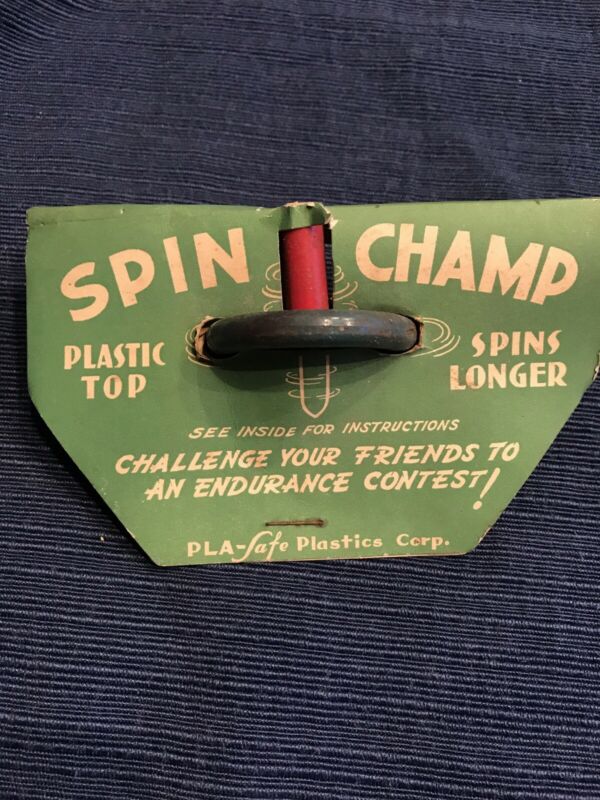 SPIN CHAMP
PLASTIC TOP
SPINS LONGER
SEE INSIDE FOR INSTRUCTIONS
CHALLENGE YOUR FRIENDS TO
AN ENDURANCE CONTEST!
PLA-Safe Plastics Corp.